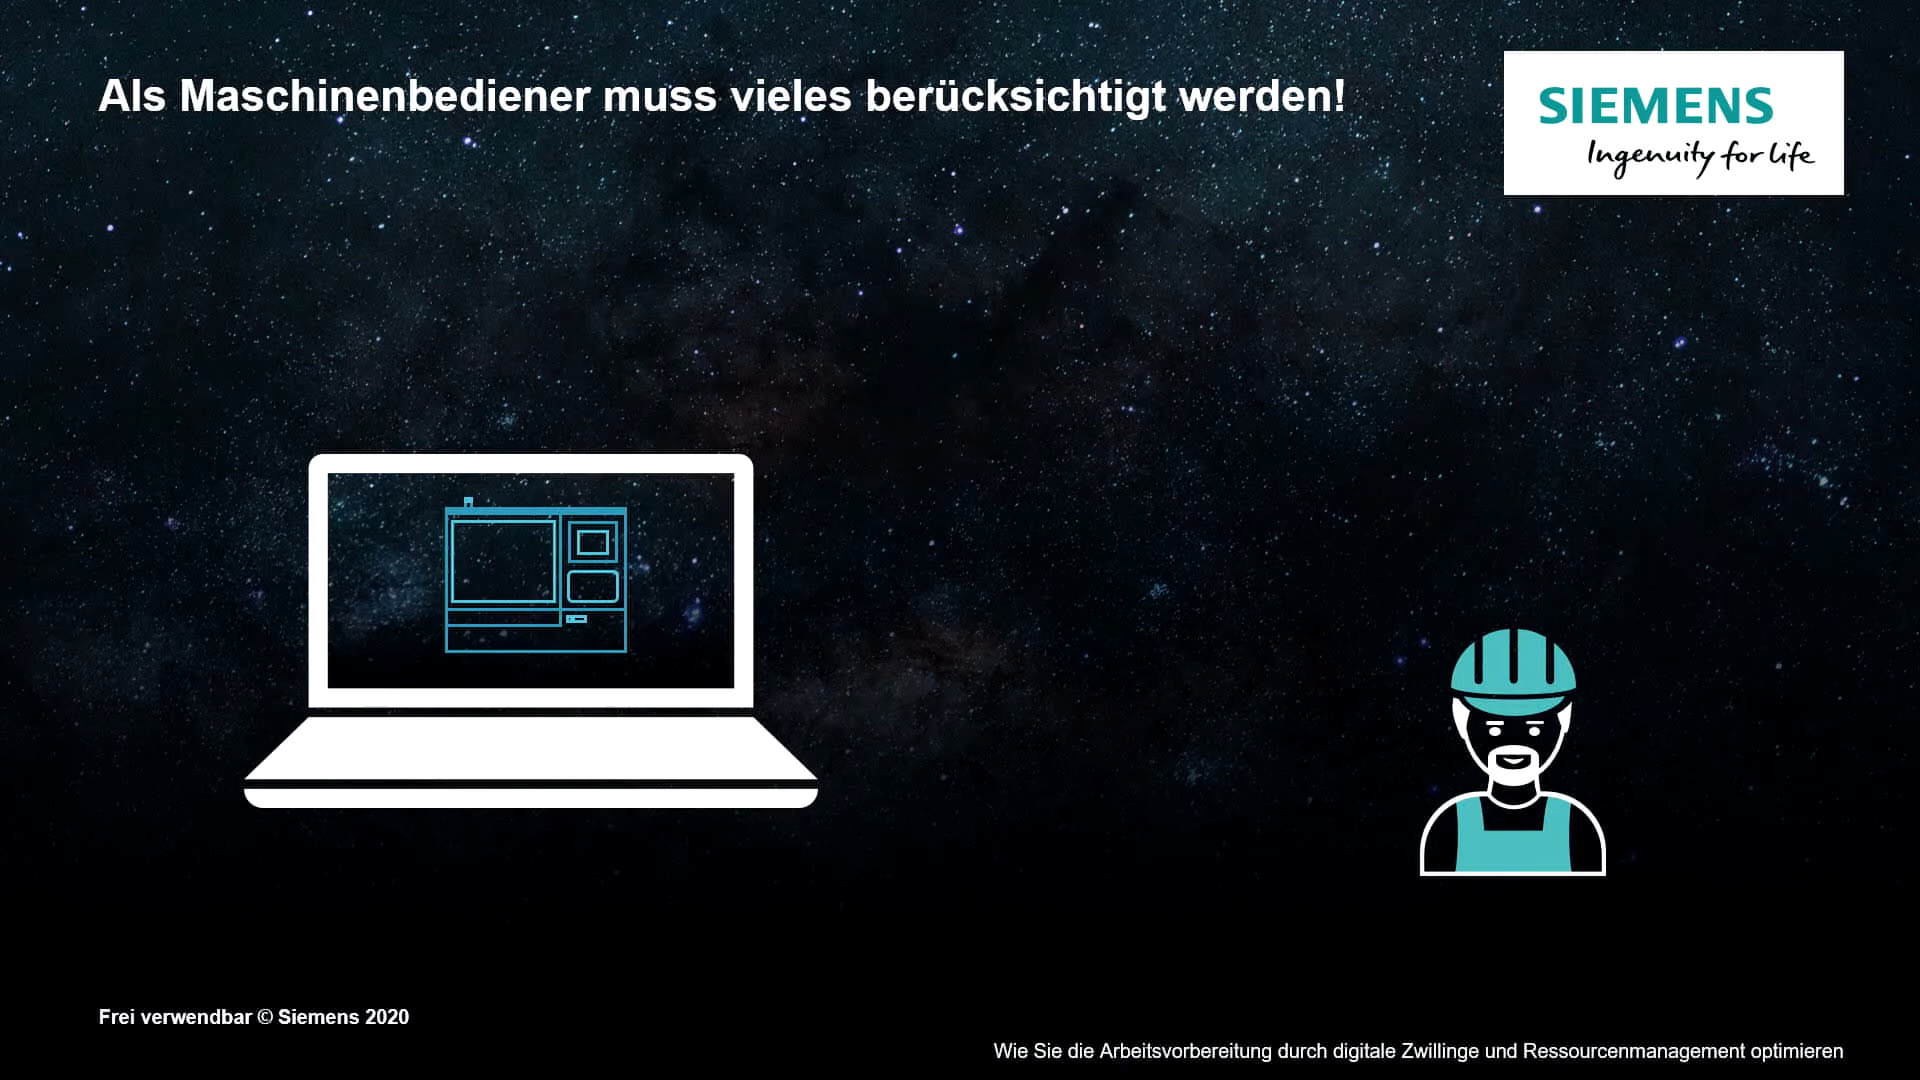 Als Maschinenbediener muss vieles berücksichtigt werden!
SIEMENS
Ingenuity for life
Frei verwendbar © Siemens 2020
Wie Sie die Arbeitsvorbereitung durch digitale Zwillinge und Ressourcenmanagement optimieren